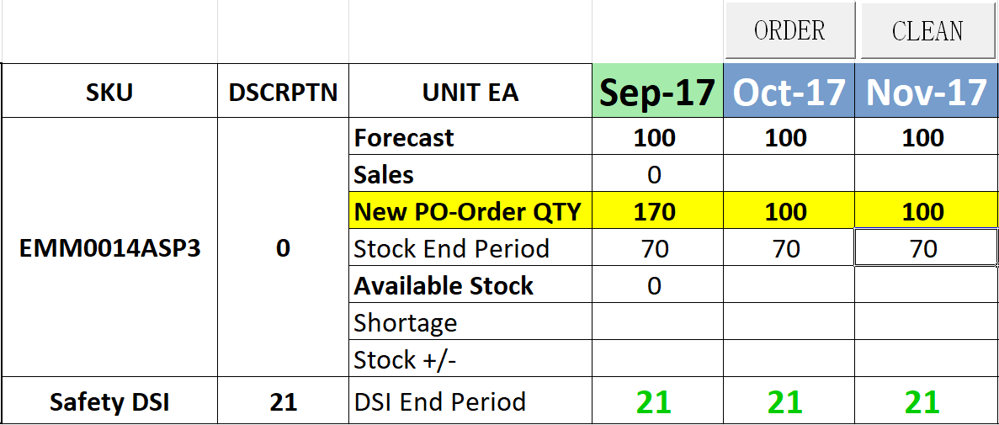 ORDER CLEAN
SKU DSCRPTN UNIT EA Sep-17 Oct-17 Nov-17
Forecast 100 100 100
Sales 0
New PO-Order QTY 170 100 100
EMM0014ASP3 0 Stock End Period 70 70 70
Available Stock 0
Shortage
Stock +/-
Safety DSI 21 DSI End Period 21 21 21